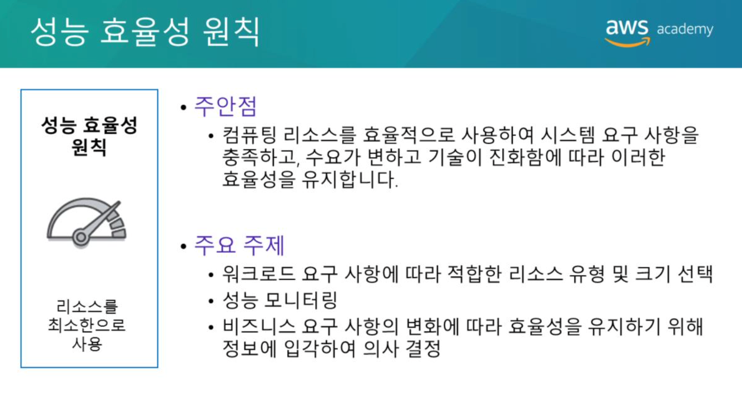 성능 효율성 원칙
aws academy
성능 효율성
원칙
리소스를
최소한으로
사용
• 주안점
• 컴퓨팅 리소스를 효율적으로 사용하여 시스템 요구 사항을
충족하고, 수요가 변하고 기술이 진화함에 따라 이러한
효율성을 유지합니다.
• 주요 주제
• 워크로드 요구 사항에 따라 적합한 리소스 유형 및 크기 선택
• 성능 모니터링
• 비즈니스 요구 사항의 변화에 따라 효율성을 유지하기 위해
정보에 입각하여 의사 결정